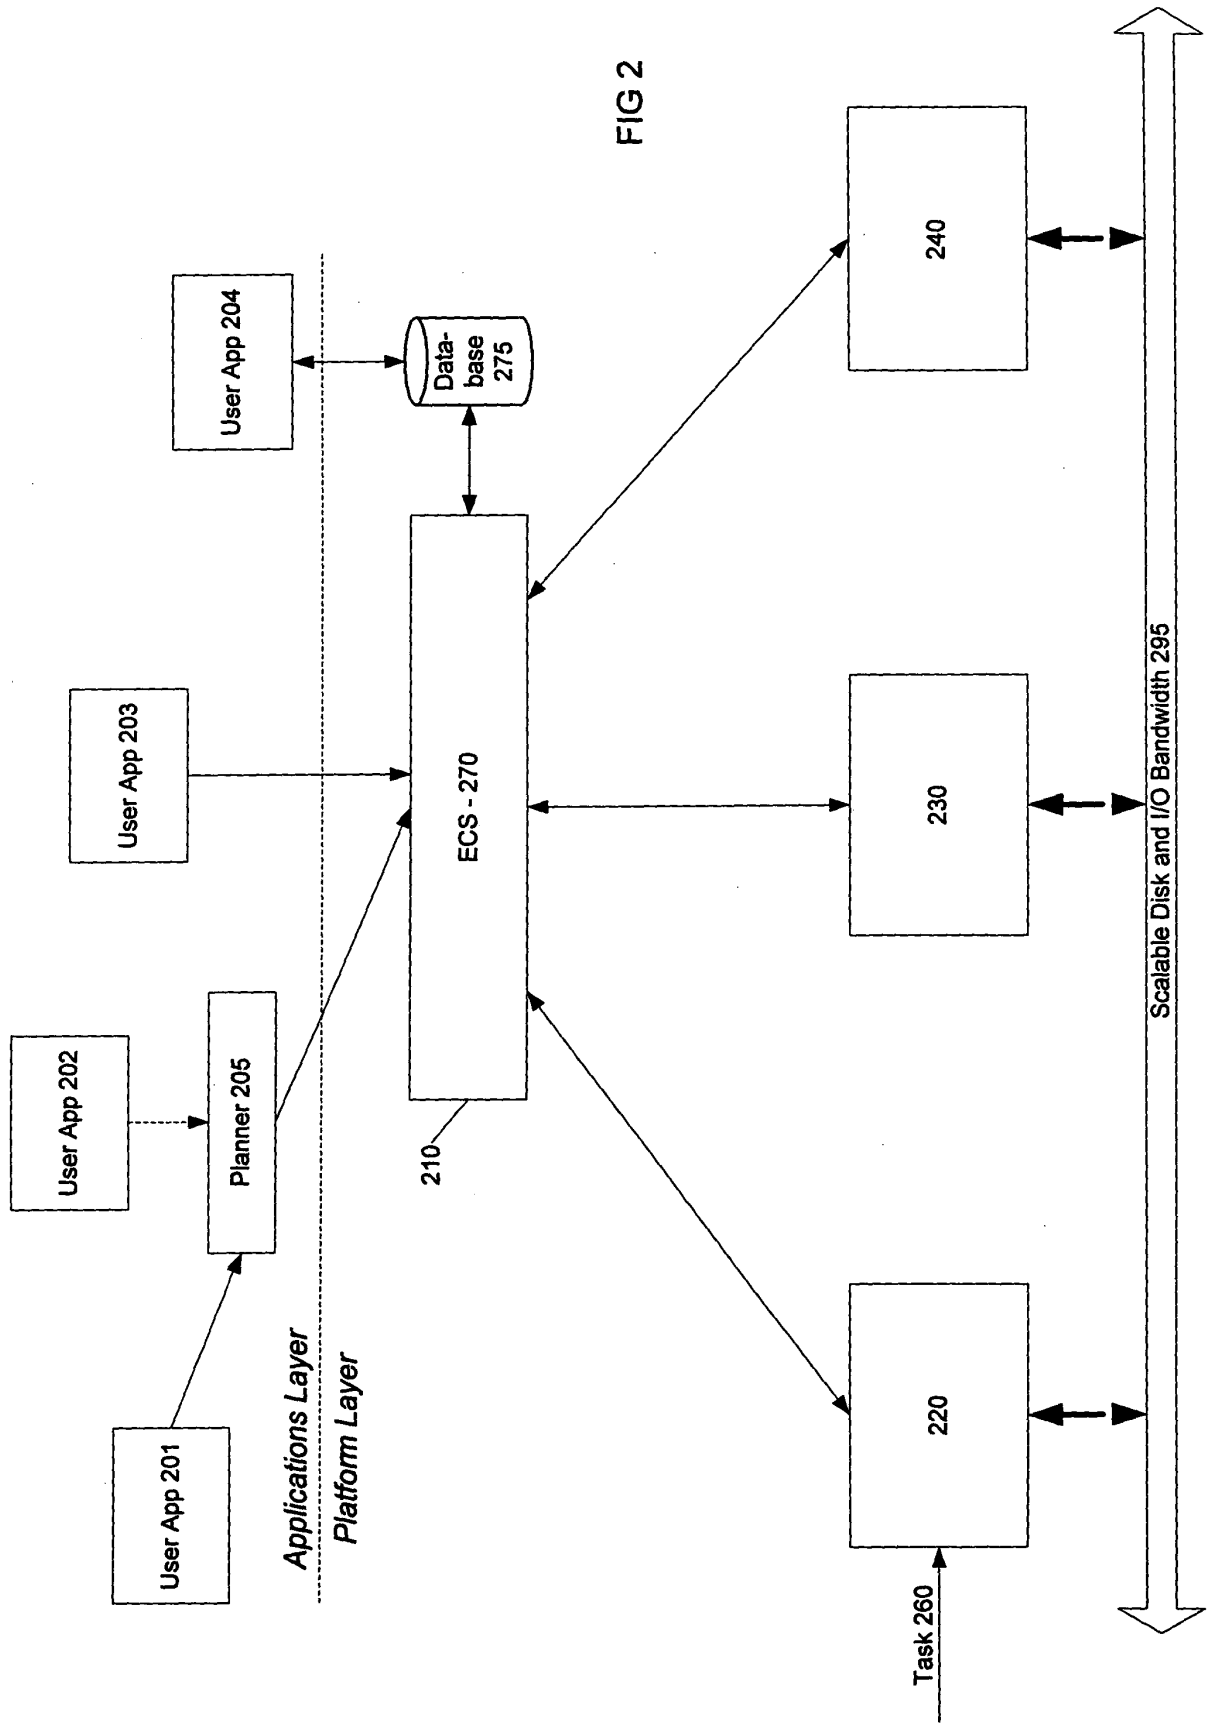 User App 202
User App 203
User App 201
User App 204
Planner 205
Applications Layer
Platform Layer
210
ECS - 270
Data-
base
275
FIG 2
Task 260
220
230
240
Scalable Disk and I/O Bandwidth 295